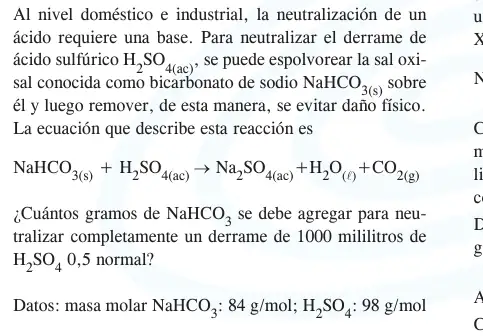 Al nivel doméstico e industrial, la neutralización de un
ácido requiere una base. Para neutralizar el derrame de
ácido sulfúrico H₂SO₄₍ac₎, se puede espolvorear la sal oxi-
sal conocida como bicarbonato de sodio NaHCO₃₍s₎ sobre
él y luego remover, de esta manera, se evitar daño físico.
La ecuación que describe esta reacción es
NaHCO₃₍s₎ + H₂SO₄₍ac₎ → Na₂SO₄₍ac₎+H₂O₍ℓ₎+CO₂₍g₎
¿Cuántos gramos de NaHCO₃ se debe agregar para neu-
tralizar completamente un derrame de 1000 mililitros de
H₂SO₄ 0,5 normal?
Datos: masa molar NaHCO₃: 84 g/mol; H₂SO₄: 98 g/mol